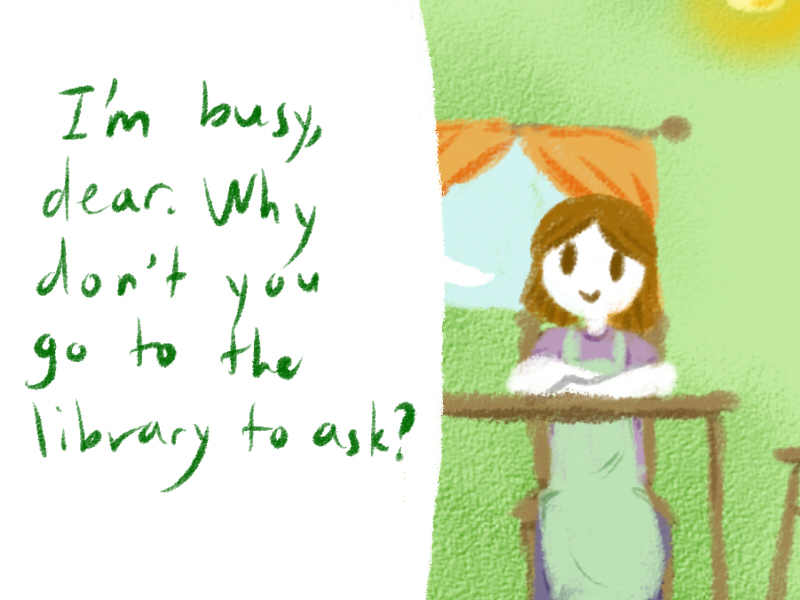 I'm busy,
dear. Why
don't you
go to the
library to ask?